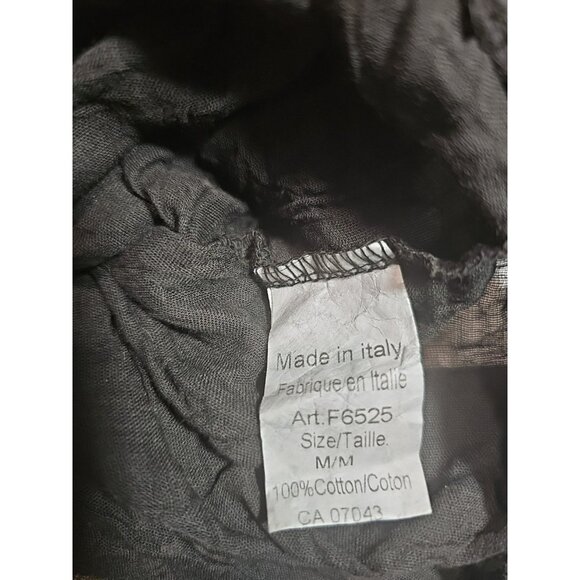 Made in italy
Fabrique en Italie
Art.F6525
Size/Taille
M/M
100%Cotton/Coton
CA 07043